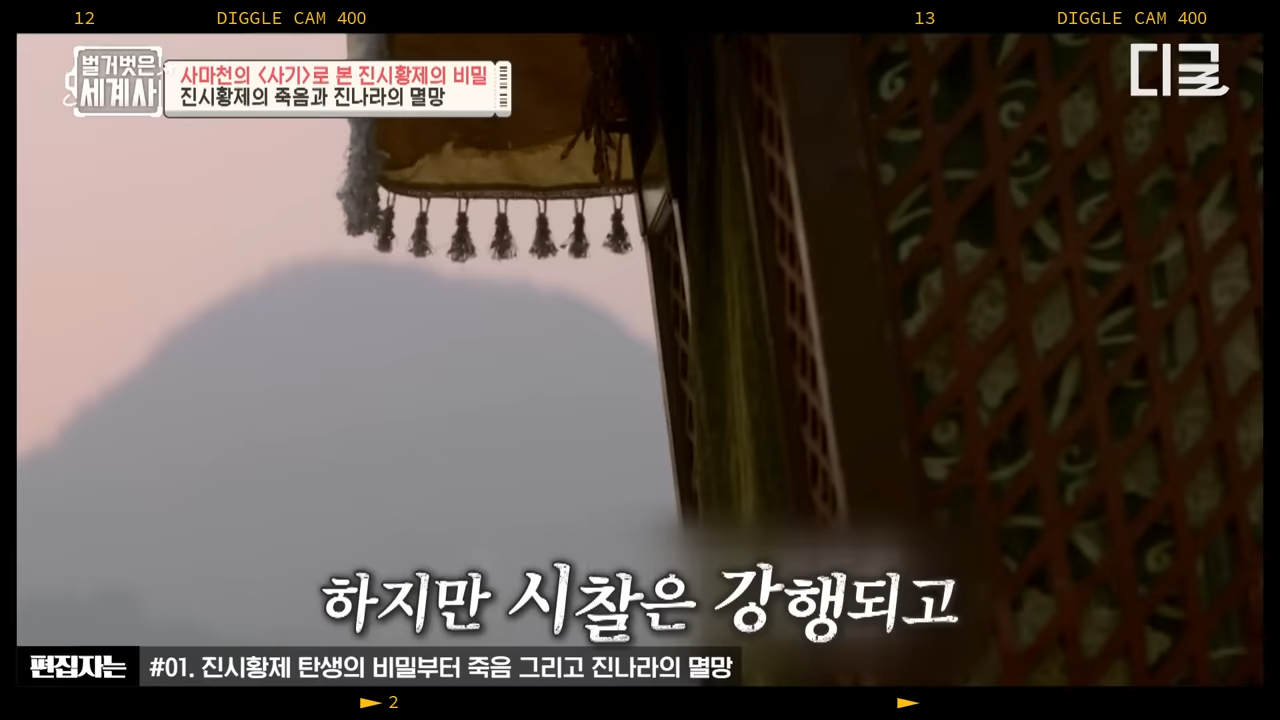 12
DIGGLE CAM 400
13
DIGGLE CAM 400
벌거벗은
세계사
사마천의 <사기>로 본 진시황제의 비밀
진시황제의 죽음과 진나라의 멸망
디글
하지만 시찰은 강행되고
편집자는
#01. 진시황제 탄생의 비밀부터 죽음 그리고 진나라의 멸망
2